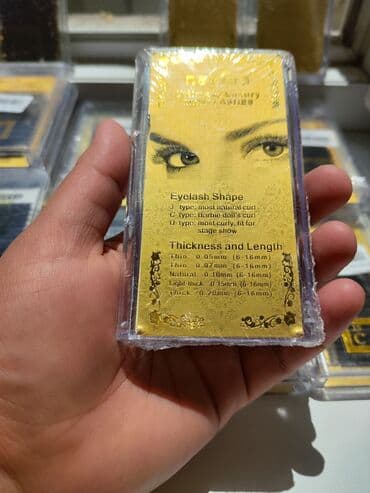 Eyelash Shape
J- type: most natural curl
C- type: Barbie doll's curl
D- type: most curly, fit for
stage show
Thickness and Length
Thin 0.05mm (6-16mm)
Thin 0.07mm (6-16mm)
Natural 0.10mm (6-16mm)
Light thick 0.15mm (6-16mm)
Thick 0.20mm (6-16mm)